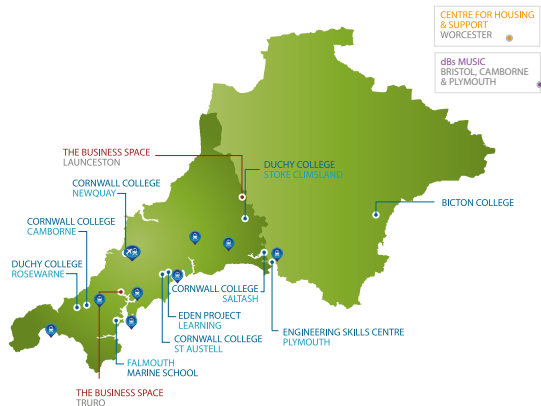 CENTRE FOR HOUSING
& SUPPORT
WORCESTER
dBs MUSIC
BRISTOL, CAMBORNE
& PLYMOUTH
THE BUSINESS SPACE
LAUNCESTON
DUCHY COLLEGE
STOKE CLIMSLAND
CORNWALL COLLEGE
NEWQUAY
BICTON COLLEGE
CORNWALL COLLEGE
CAMBORNE
DUCHY COLLEGE
ROSEWARNE
CORNWALL COLLEGE
SALTASH
EDEN PROJECT
LEARNING
ENGINEERING SKILLS CENTRE
PLYMOUTH
CORNWALL COLLEGE
ST AUSTELL
FALMOUTH
MARINE SCHOOL
THE BUSINESS SPACE
TRURO